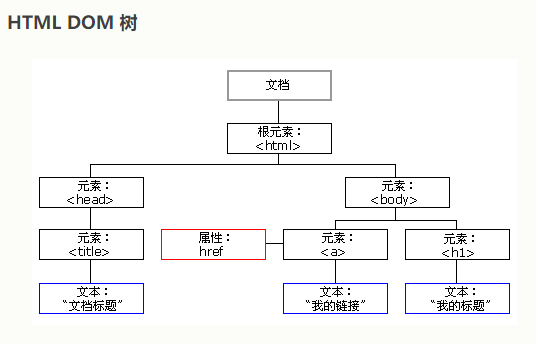 HTML DOM 树
文档
根元素：
<html>
元素：
<head>
元素：
<body>
元素：
<title>
属性：
href
元素：
<a>
元素：
<h1>
文本：
“文档标题”
文本：
“我的链接”
文本：
“我的标题”